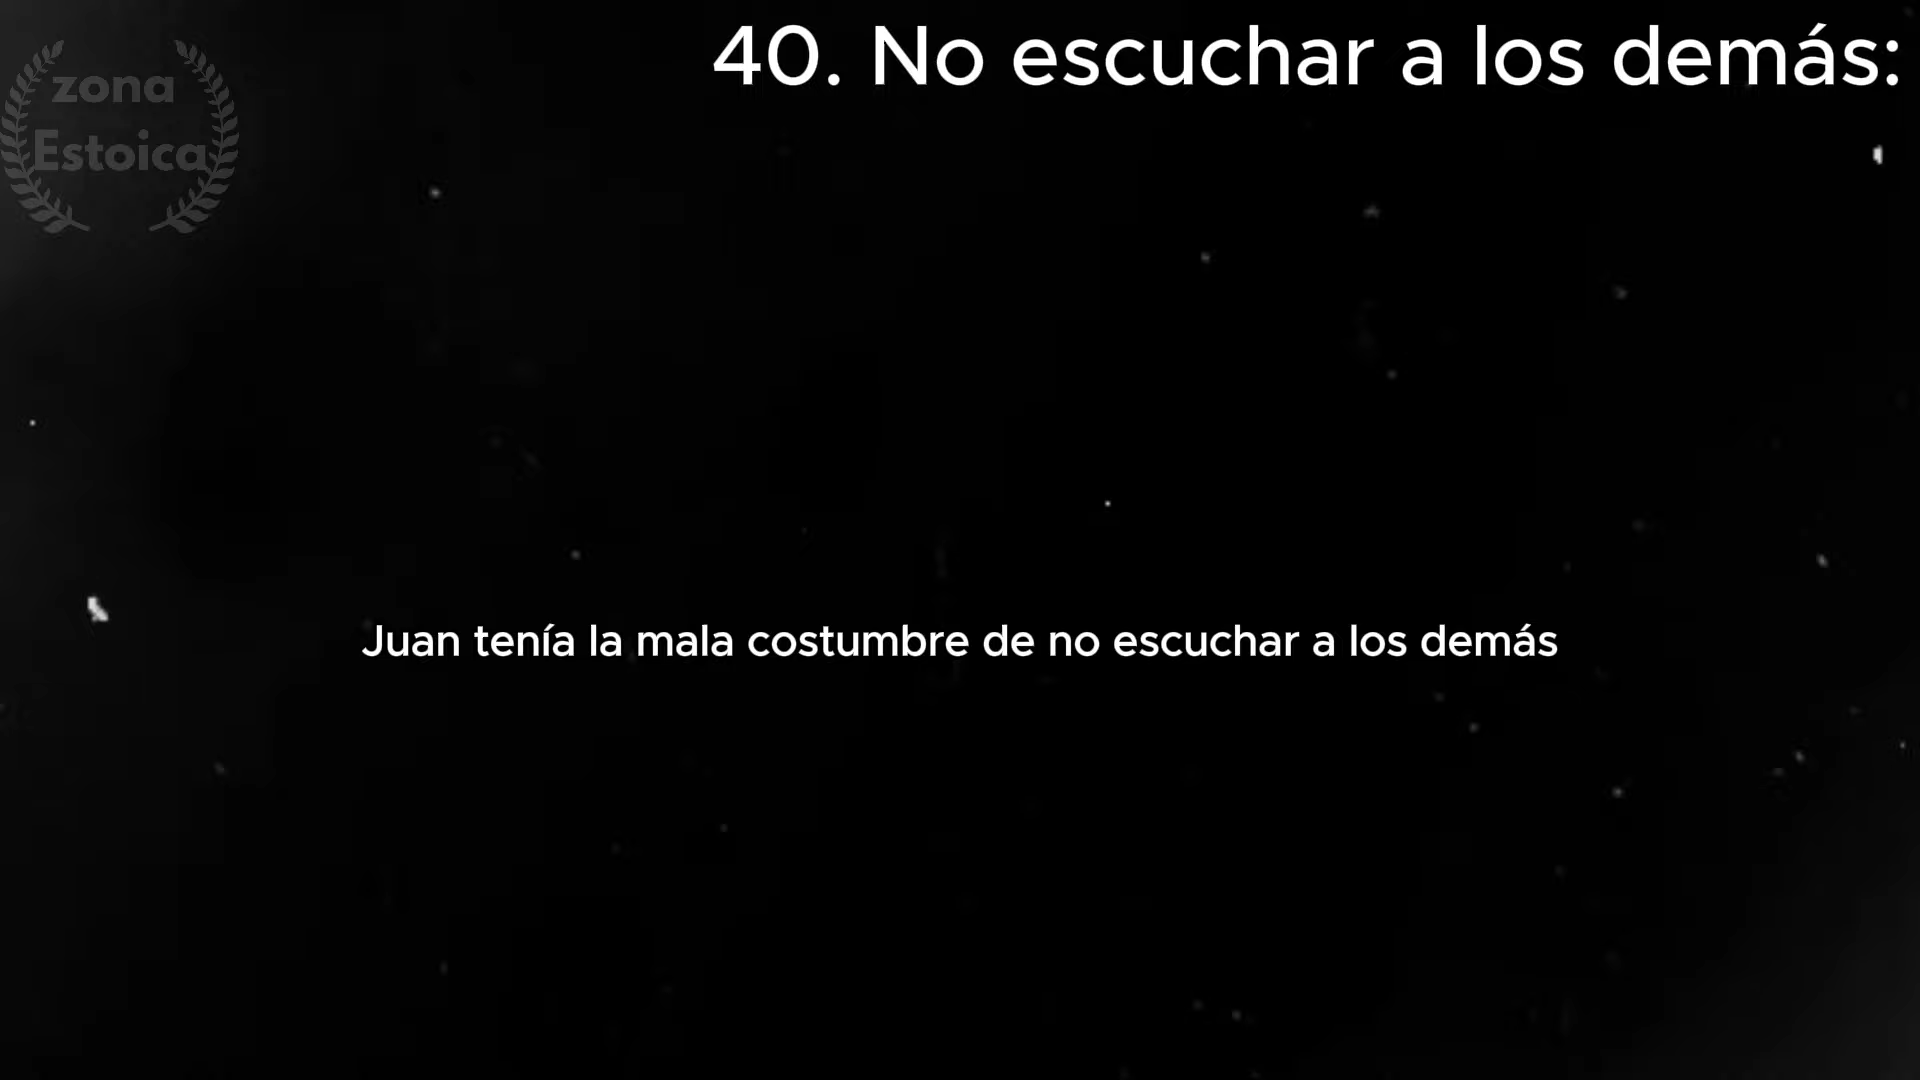 40. No escuchar a los demás:
zona
Estoica
Juan tenía la mala costumbre de no escuchar a los demás